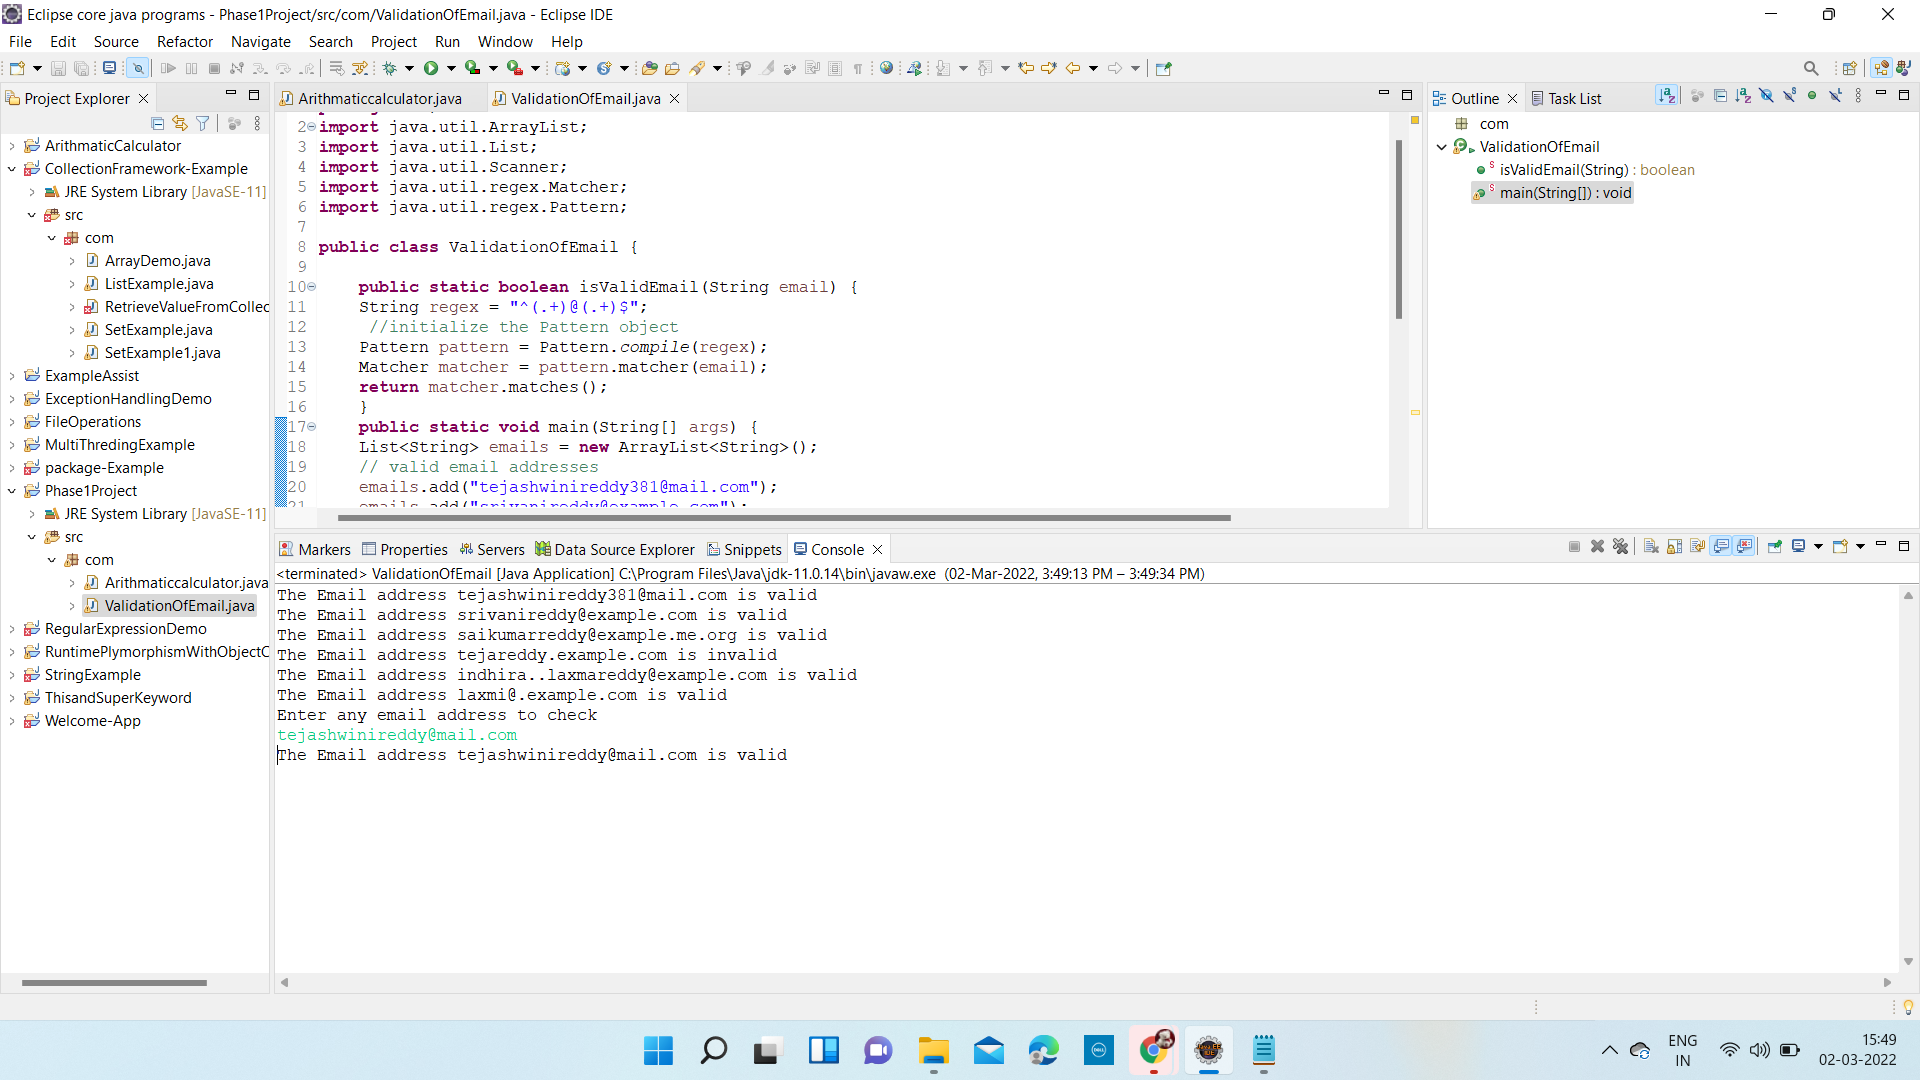 Eclipse core java programs - Phase1Project/src/com/ValidationOfEmail.java - Eclipse IDE
File Edit Source Refactor Navigate Search Project Run Window Help
Project Explorer
ArithmaticCalculator
CollectionFramework-Example
JRE System Library [JavaSE-11]
src
com
ArrayDemo.java
ListExample.java
RetrieveValueFromCollec
SetExample.java
SetExample1.java
ExampleAssist
ExceptionHandlingDemo
FileOperations
MultiThredingExample
package-Example
Phase1Project
JRE System Library [JavaSE-11]
src
com
Arithmaticcalculator.java
ValidationOfEmail.java
RegularExpressionDemo
RuntimePlymorphismWithObjectC
StringExample
ThisandSuperKeyword
Welcome-App
Arithmaticcalculator.java ValidationOfEmail.java
2 import java.util.ArrayList;
3 import java.util.List;
4 import java.util.Scanner;
5 import java.util.regex.Matcher;
6 import java.util.regex.Pattern;
7
8 public class ValidationOfEmail {
9
10 public static boolean isValidEmail(String email) {
11 String regex = "^(.+)@(.+)$";
12 //initialize the Pattern object
13 Pattern pattern = Pattern.compile(regex);
14 Matcher matcher = pattern.matcher(email);
15 return matcher.matches();
16 }
17 public static void main(String[] args) {
18 List<String> emails = new ArrayList<String>();
19 // valid email addresses
20 emails.add("tejashwinireddy381@mail.com");
21 emails.add("srivanireddy@example.com");
Outline Task List
com
ValidationOfEmail
isValidEmail(String) : boolean
main(String[]) : void
Markers Properties Servers Data Source Explorer Snippets Console
<terminated> ValidationOfEmail [Java Application] C:\Program Files\Java\jdk-11.0.14\bin\javaw.exe (02-Mar-2022, 3:49:13 PM – 3:49:34 PM)
The Email address tejashwinireddy381@mail.com is valid
The Email address srivanireddy@example.com is valid
The Email address saikumarreddy@example.me.org is valid
The Email address tejareddy.example.com is invalid
The Email address indhira..laxmareddy@example.com is valid
The Email address laxmi@.example.com is valid
Enter any email address to check
tejashwinireddy@mail.com
The Email address tejashwinireddy@mail.com is valid
ENG
IN
15:49
02-03-2022